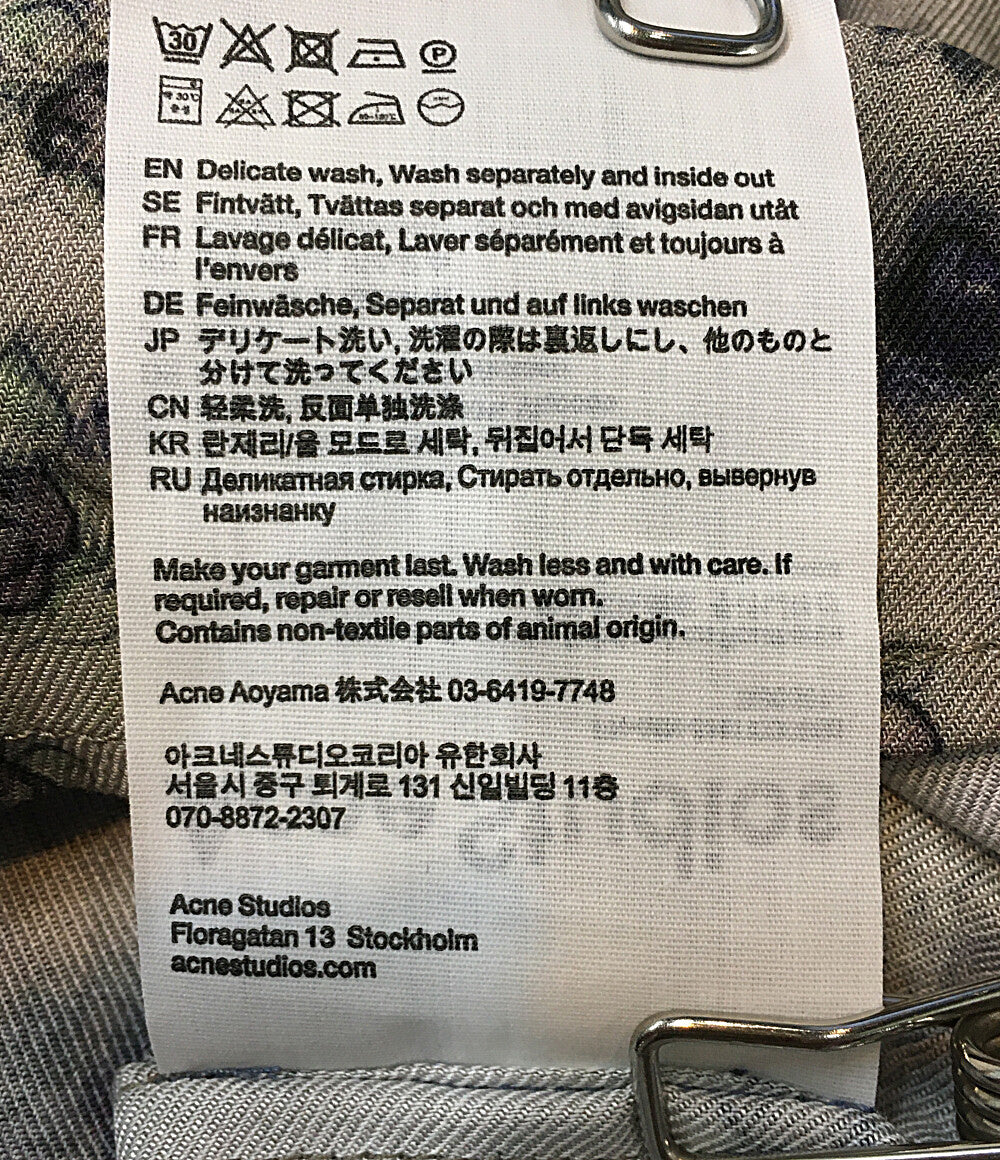 30
P
EN Delicate wash, Wash separately and inside out
SE Fintvätt, Tvättas separat och med avigsidan utåt
FR Lavage délicat, Laver séparément et toujours à
l'envers
DE Feinwäsche, Separat und auf links waschen
JP デリケート洗い, 洗濯の際は裏返しにし、他のものと
分けて洗ってください
CN 轻柔洗, 反面单独洗涤
KR 란제리/울 모드로 세탁, 뒤집어서 단독 세탁
RU Деликатная стирка, Стирать отдельно, вывернув
наизнанку
Make your garment last. Wash less and with care. If
required, repair or resell when worn.
Contains non-textile parts of animal origin.
Acne Aoyama 株式会社 03-6419-7748
아크네스튜디오코리아 유한회사
서울시 중구 퇴계로 131 신일빌딩 11층
070-8872-2307
Acne Studios
Floragatan 13 Stockholm
acnestudios.com